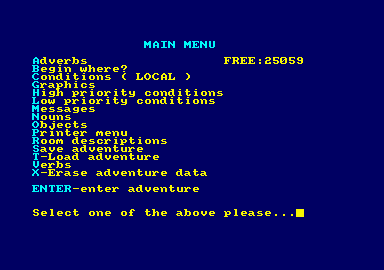 MAIN MENU
Adverbs FREE:25059
Begin where?
Conditions ( LOCAL )
Graphics
High priority conditions
Low priority conditions
Messages
Nouns
Objects
Printer menu
Room descriptions
Save adventure
T-Load adventure
Verbs
X-Erase adventure data
ENTER-enter adventure
Select one of the above please...